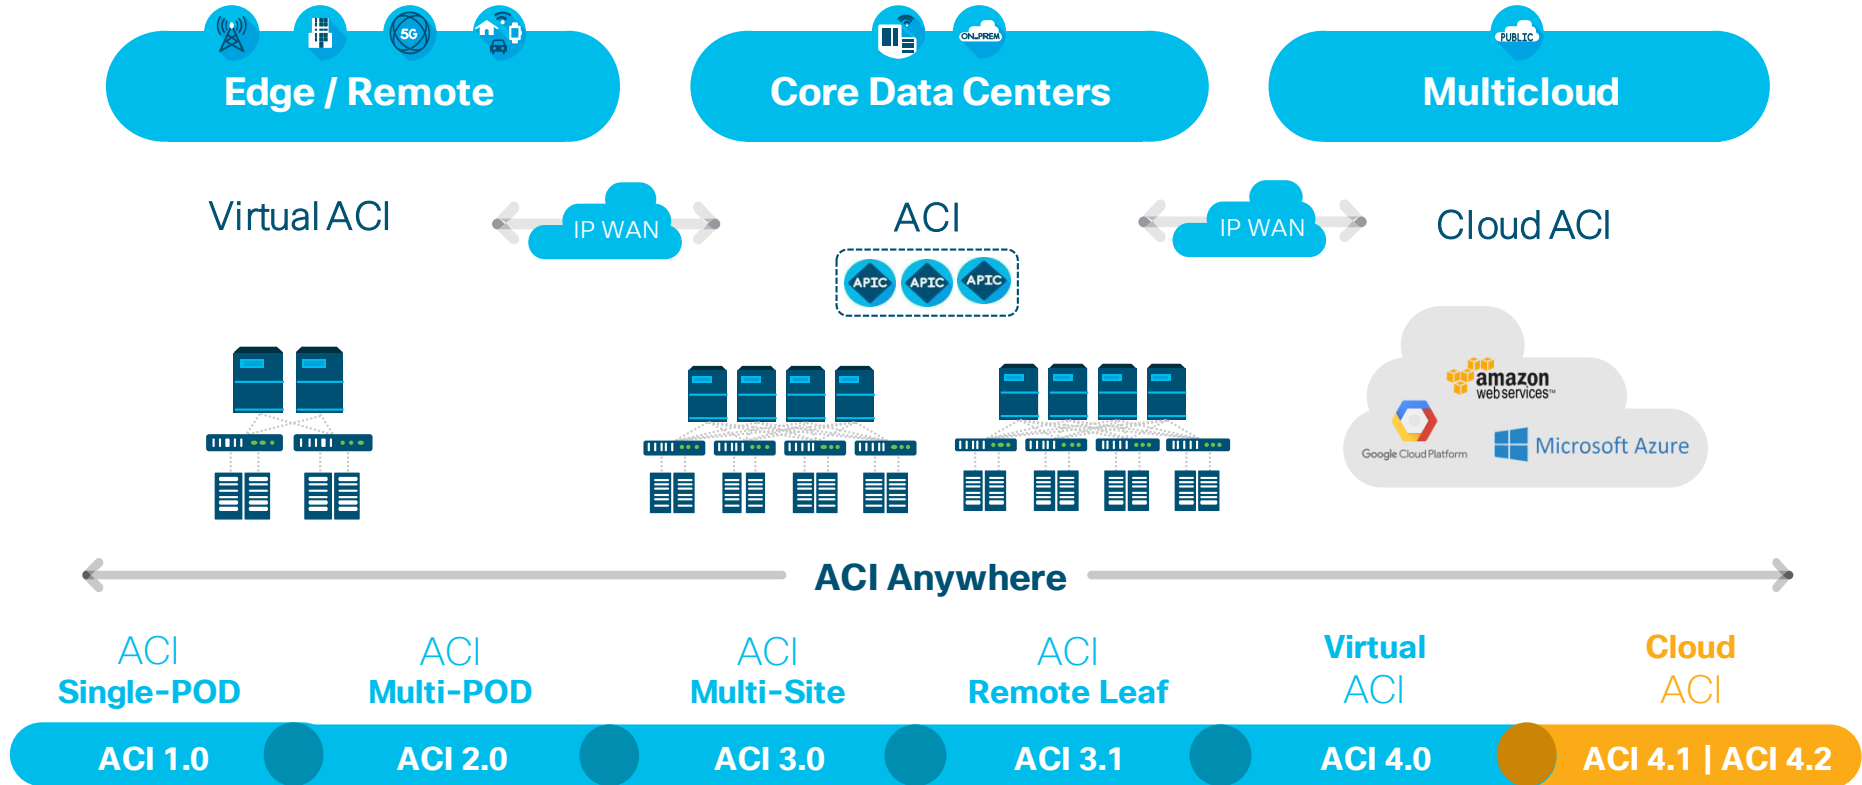 5G
ON_PREM
PUBLIC
Edge / Remote
Core Data Centers
Multicloud
Virtual ACI
IP WAN
ACI
IP WAN
Cloud ACI
APIC
APIC
APIC
amazon
webservices™
Google Cloud Platform
Microsoft Azure
ACI Anywhere
ACI
Single-POD
ACI
Multi-POD
ACI
Multi-Site
ACI
Remote Leaf
Virtual
ACI
Cloud
ACI
ACI 1.0
ACI 2.0
ACI 3.0
ACI 3.1
ACI 4.0
ACI 4.1 | ACI 4.2